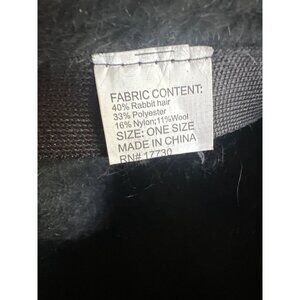 FABRIC CONTENT:
40% Rabbit hair
33% Polyester
16% Nylon;11%Wool
SIZE: ONE SIZE
MADE IN CHINA
RN# 17730